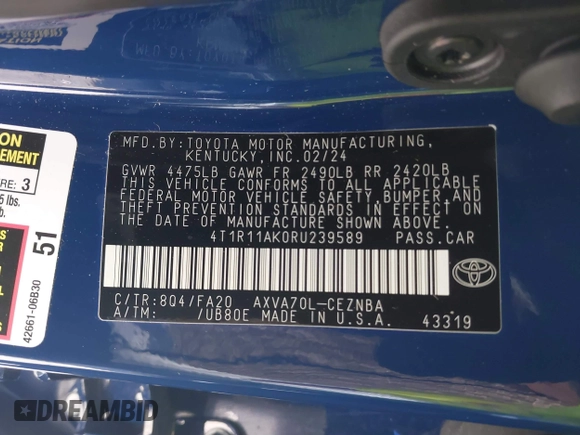 MFD.BY:TOYOTA MOTOR MANUFACTURING,
KENTUCKY, INC.02/24
GVWR 4475LB GAWR FR 2490LB RR 2420LB
THIS VEHICLE CONFORMS TO ALL APPLICABLE
FEDERAL MOTOR VEHICLE SAFETY,BUMPER,AND
THEFT PREVENTION STANDARDS IN EFFECT ON
THE DATE OF MANUFACTURE SHOWN ABOVE.
4T1R11AK0RU239589 PASS.CAR
C/TR:8Q4/FA20 AXVA70L-CEZNBA
A/TM: /UB80E MADE IN U.S.A. 43319
3
lbs.
51
42661-06B30
DREAMBID